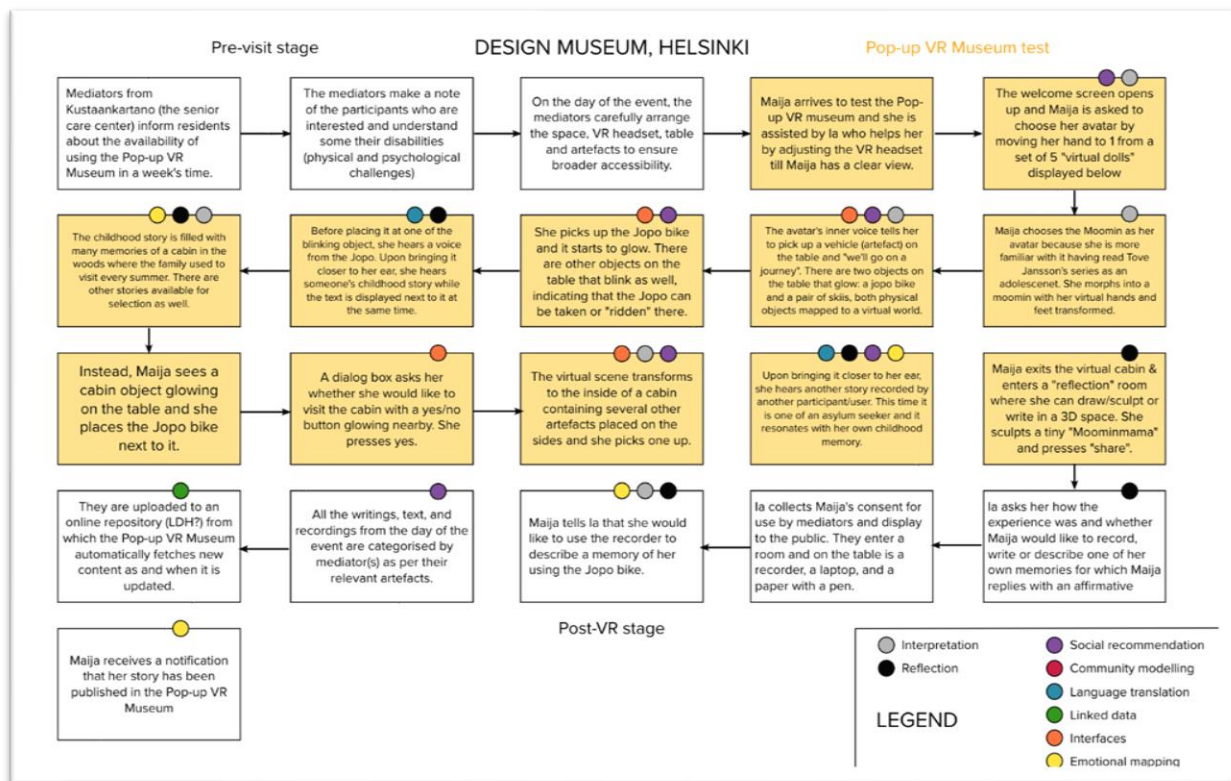 Pre-visit stage
DESIGN MUSEUM, HELSINKI
Pop-up VR Museum test
Mediators from
Kustaankartano (the senior
care center) inform residents
about the availability of
using the Pop-up VR
Museum in a week's time.
The mediators make a note
of the participants who are
interested and understand
some their disabilities
(physical and psychological
challenges)
On the day of the event, the
mediators carefully arrange
the space, VR headset, table
and artefacts to ensure
broader accessibility.
Maija arrives to test the Pop-
up VR museum and she is
assisted by Ia who helps her
by adjusting the VR headset
till Maija has a clear view.
The welcome screen opens
up and Maija is asked to
choose her avatar by
moving her hand to 1 from a
set of 5 "virtual dolls"
displayed below
The childhood story is filled with
many memories of a cabin in the
woods where the family used to
visit every summer. There are
other stories available for
selection as well.
Before placing it at one of the
blinking object, she hears a voice
from the Jopo. Upon bringing it
closer to her ear, she hears
someone's childhood story while
the text is displayed next to it at
the same time.
She picks up the Jopo bike
and it starts to glow. There
are other objects on the
table that blink as well,
indicating that the Jopo can
be taken or "ridden" there.
The avatar's inner voice tells her
to pick up a vehicle (artefact) on
the table and "we'll go on a
journey". There are two objects on
the table that glow: a jopo bike
and a pair of skiis, both physical
objects mapped to a virtual world.
Maija chooses the Moomin as her
avatar because she is more
familiar with it having read Tove
Jansson's series as an
adolescenet. She morphs into a
moomin with her virtual hands and
feet transformed.
Instead, Maija sees a
cabin object glowing
on the table and she
places the Jopo bike
next to it.
A dialog box asks her
whether she would like to
visit the cabin with a yes/no
button glowing nearby. She
presses yes.
The virtual scene transforms
to the inside of a cabin
containing several other
artefacts placed on the
sides and she picks one up.
Upon bringing it closer to her ear,
she hears another story recorded by
another participant/user. This time it
is one of an asylum seeker and it
resonates with her own childhood
memory.
Maija exits the virtual cabin &
enters a "reflection" room
where she can draw/sculpt or
write in a 3D space. She
sculpts a tiny "Moominmama"
and presses "share".
They are uploaded to an
online repository (LDH?) from
which the Pop-up VR Museum
automatically fetches new
content as and when it is
updated.
All the writings, text, and
recordings from the day of the
event are categorised by
mediator(s) as per their
relevant artefacts.
Maija tells Ia that she would
like to use the recorder to
describe a memory of her
using the Jopo bike.
Ia collects Maija's consent for
use by mediators and display
to the public. They enter a
room and on the table is a
recorder, a laptop, and a
paper with a pen.
Ia asks her how the
experience was and whether
Maija would like to record,
write or describe one of her
own memories for which Maija
replies with an affirmative
Post-VR stage
Maija receives a notification
that her story has been
published in the Pop-up VR
Museum
Interpretation
Reflection
LEGEND
Social recommendation
Community modelling
Language translation
Linked data
Interfaces
Emotional mapping